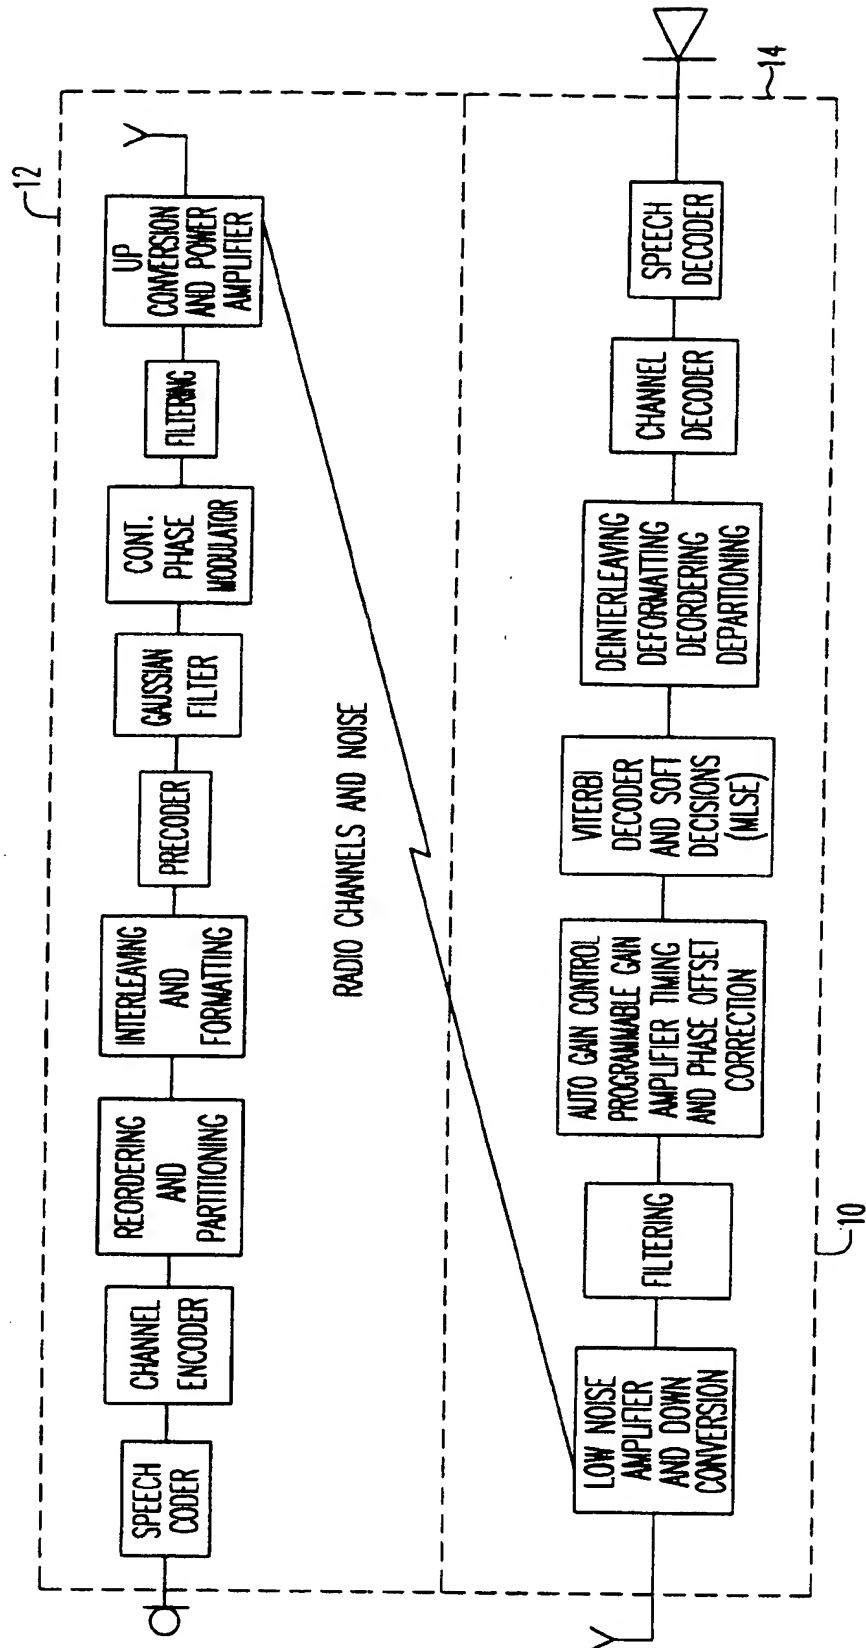 12
SPEECH
CODER
CHANNEL
ENCODER
REORDERING
AND
PARTITIONING
INTERLEAVING
AND
FORMATTING
PRECODER
GAUSSIAN
FILTER
CONT.
PHASE
MODULATOR
FILTERING
UP
CONVERSION
AND POWER
AMPLIFIER
RADIO CHANNELS AND NOISE
LOW NOISE
AMPLIFIER
AND DOWN
CONVERSION
FILTERING
AUTO GAIN CONTROL
PROGRAMMABLE GAIN
AMPLIFIER TIMING
AND PHASE OFFSET
CORRECTION
VITERBI
DECODER
AND SOFT
DECISIONS
(MLSE)
DEINTERLEAVING
DEFORMATTING
DEORDERING
DEPARTIONING
CHANNEL
DECODER
SPEECH
DECODER
10
14